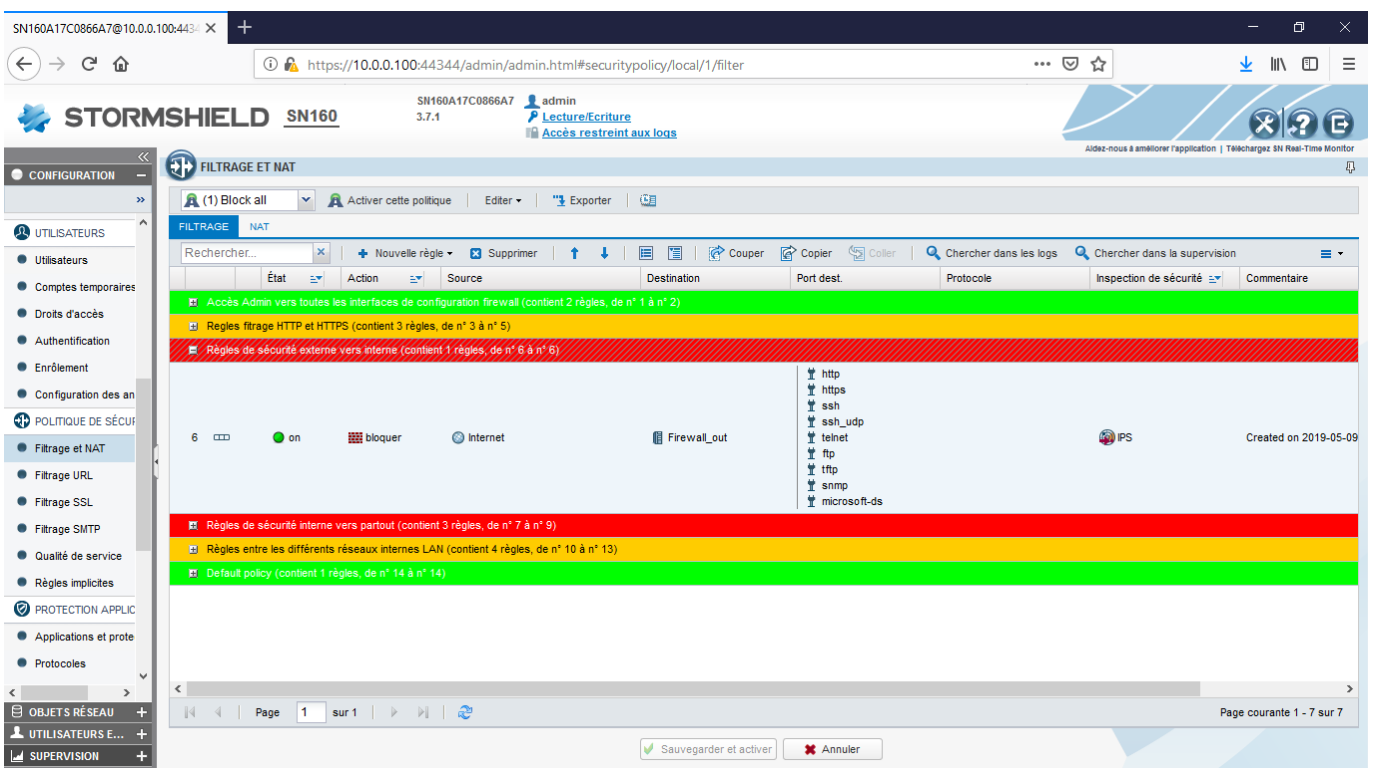 SN160A17C0866A7@10.0.0.100:4434
https://10.0.0.100:44344/admin/admin.html#securitypolicy/local/1/filter
STORMSHIELD SN160
SN160A17C0866A7
3.7.1
admin
Lecture/Ecriture
Accès restreint aux logs
Aidez-nous à améliorer l'application | Téléchargez SN Real-Time Monitor
CONFIGURATION
UTILISATEURS
Utilisateurs
Comptes temporaires
Droits d'accès
Authentification
Enrôlement
Configuration des an
POLITIQUE DE SÉCUR
Filtrage et NAT
Filtrage URL
Filtrage SSL
Filtrage SMTP
Qualité de service
Règles implicites
PROTECTION APPLIC
Applications et prote
Protocoles
OBJETS RÉSEAU
UTILISATEURS E...
SUPERVISION
FILTRAGE ET NAT
(1) Block all Activer cette politique Editer Exporter
FILTRAGE NAT
Rechercher... Nouvelle règle Supprimer Couper Copier Coller Chercher dans les logs Chercher dans la supervision
État Action Source Destination Port dest. Protocole Inspection de sécurité Commentaire
Accès Admin vers toutes les interfaces de configuration firewall (contient 2 règles, de n° 1 à n° 2)
Regles fitrage HTTP et HTTPS (contient 3 règles, de n° 3 à n° 5)
Règles de sécurité externe vers interne (contient 1 règles, de n° 6 à n° 6)
6 on bloquer Internet Firewall_out
http
https
ssh
ssh_udp
telnet
ftp
tftp
snmp
microsoft-ds
IPS
Created on 2019-05-09
Règles de sécurité interne vers partout (contient 3 règles, de n° 7 à n° 9)
Règles entre les différents réseaux internes LAN (contient 4 règles, de n° 10 à n° 13)
Default policy (contient 1 règles, de n° 14 à n° 14)
Page 1 sur 1
Page courante 1 - 7 sur 7
Sauvegarder et activer
Annuler